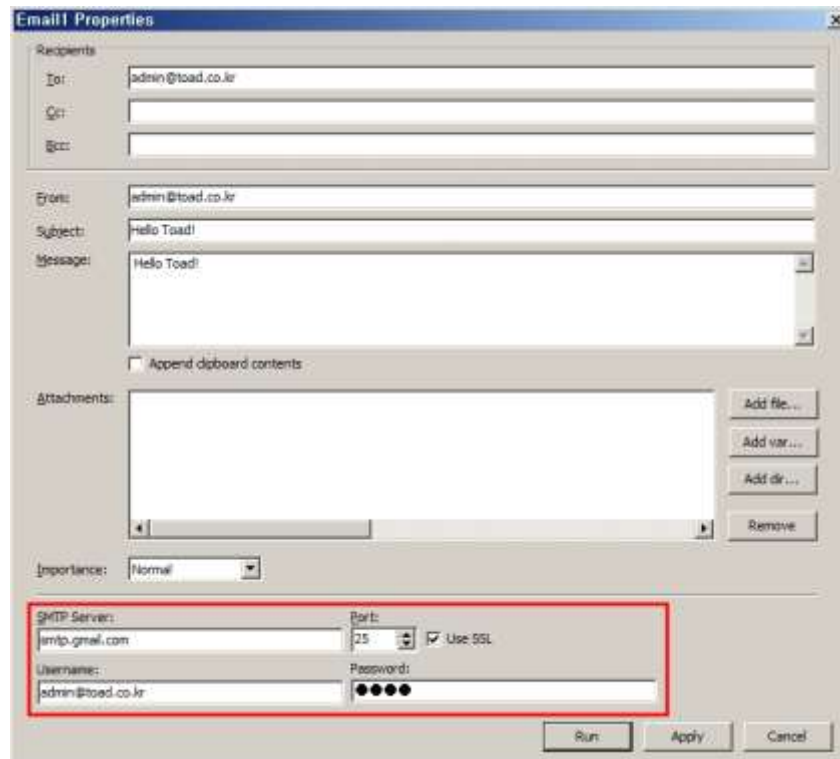 Email1 Properties
Recipients
To: admin@toad.co.kr
Cc:
Bcc:
From: admin@toad.co.kr
Subject: Hello Toad!
Message: Hello Toad!
Append clipboard contents
Attachments:
Add file...
Add var...
Add dir...
Remove
Importance: Normal
SMTP Server: Port:
smtp.gmail.com 25 Use SSL
Username: Password:
admin@toad.co.kr ●●●●
Run Apply Cancel